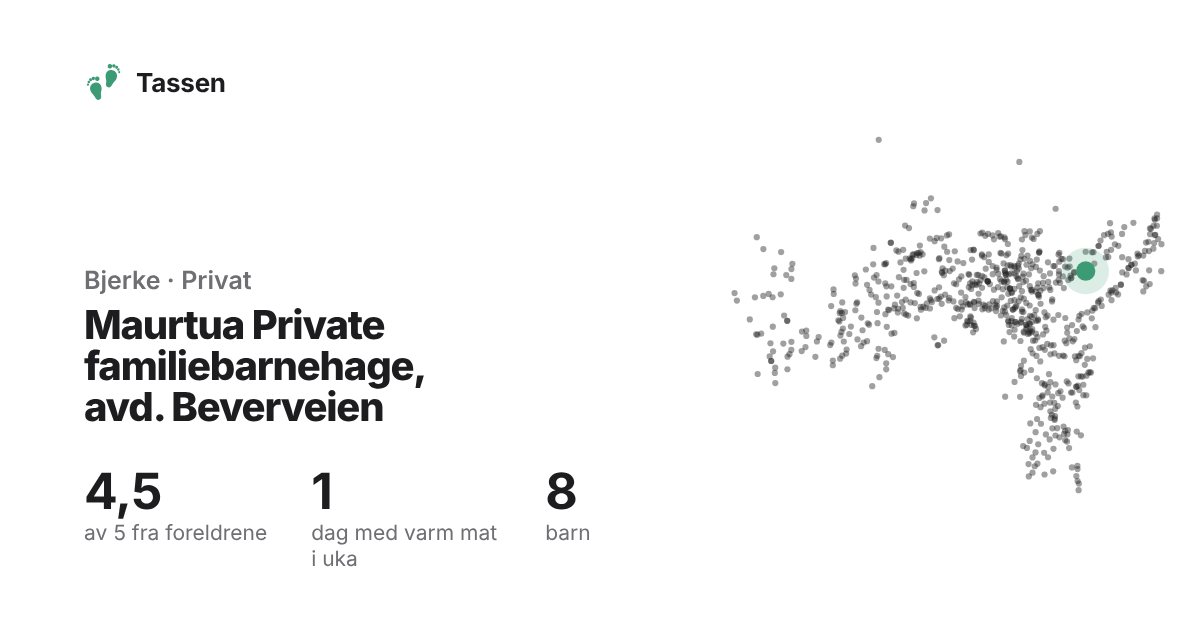 Tassen
Bjerke · Privat
Maurtua Private
familiebarnehage,
avd. Beverveien
4,5
av 5 fra foreldrene
1
dag med varm mat
i uka
8
barn